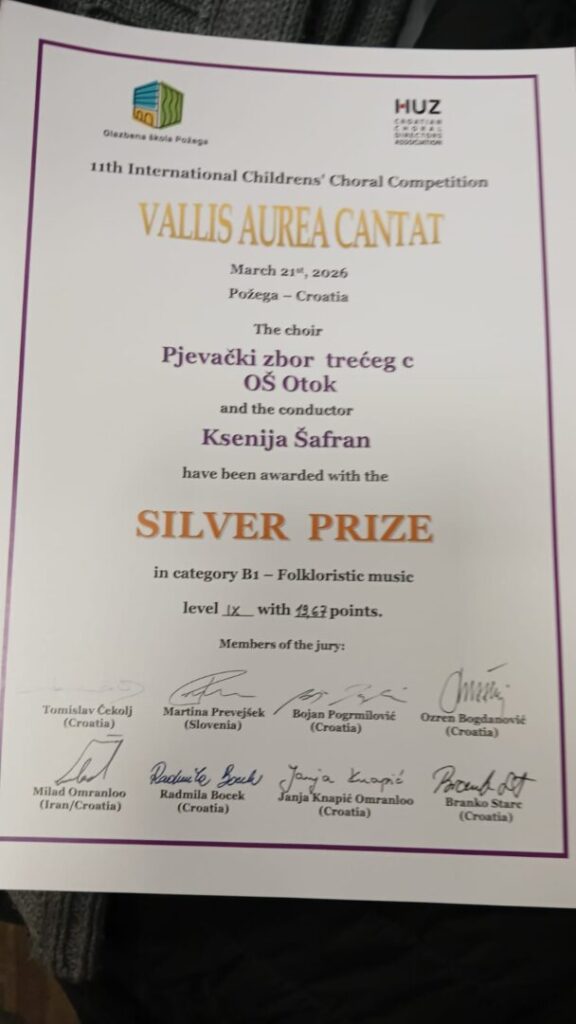 Glazbena škola Požega
HUZ
CROATIAN
CHORAL
DIRECTORS
ASSOCIATION
11th International Childrens' Choral Competition
VALLIS AUREA CANTAT
March 21st, 2026
Požega – Croatia
The choir
Pjevački zbor trećeg c
OŠ Otok
and the conductor
Ksenija Šafran
have been awarded with the
SILVER PRIZE
in category B1 – Folkloristic music
level IX with 19,67 points.
Members of the jury:
Tomislav Čekolj
(Croatia)
Martina Prevejšek
(Slovenia)
Bojan Pogrmilović
(Croatia)
Ozren Bogdanović
(Croatia)
Radmila Bocek
Janja Knapić
Milad Omranloo
(Iran/Croatia)
Radmila Bocek
(Croatia)
Janja Knapić Omranloo
(Croatia)
Branko Starc
(Croatia)